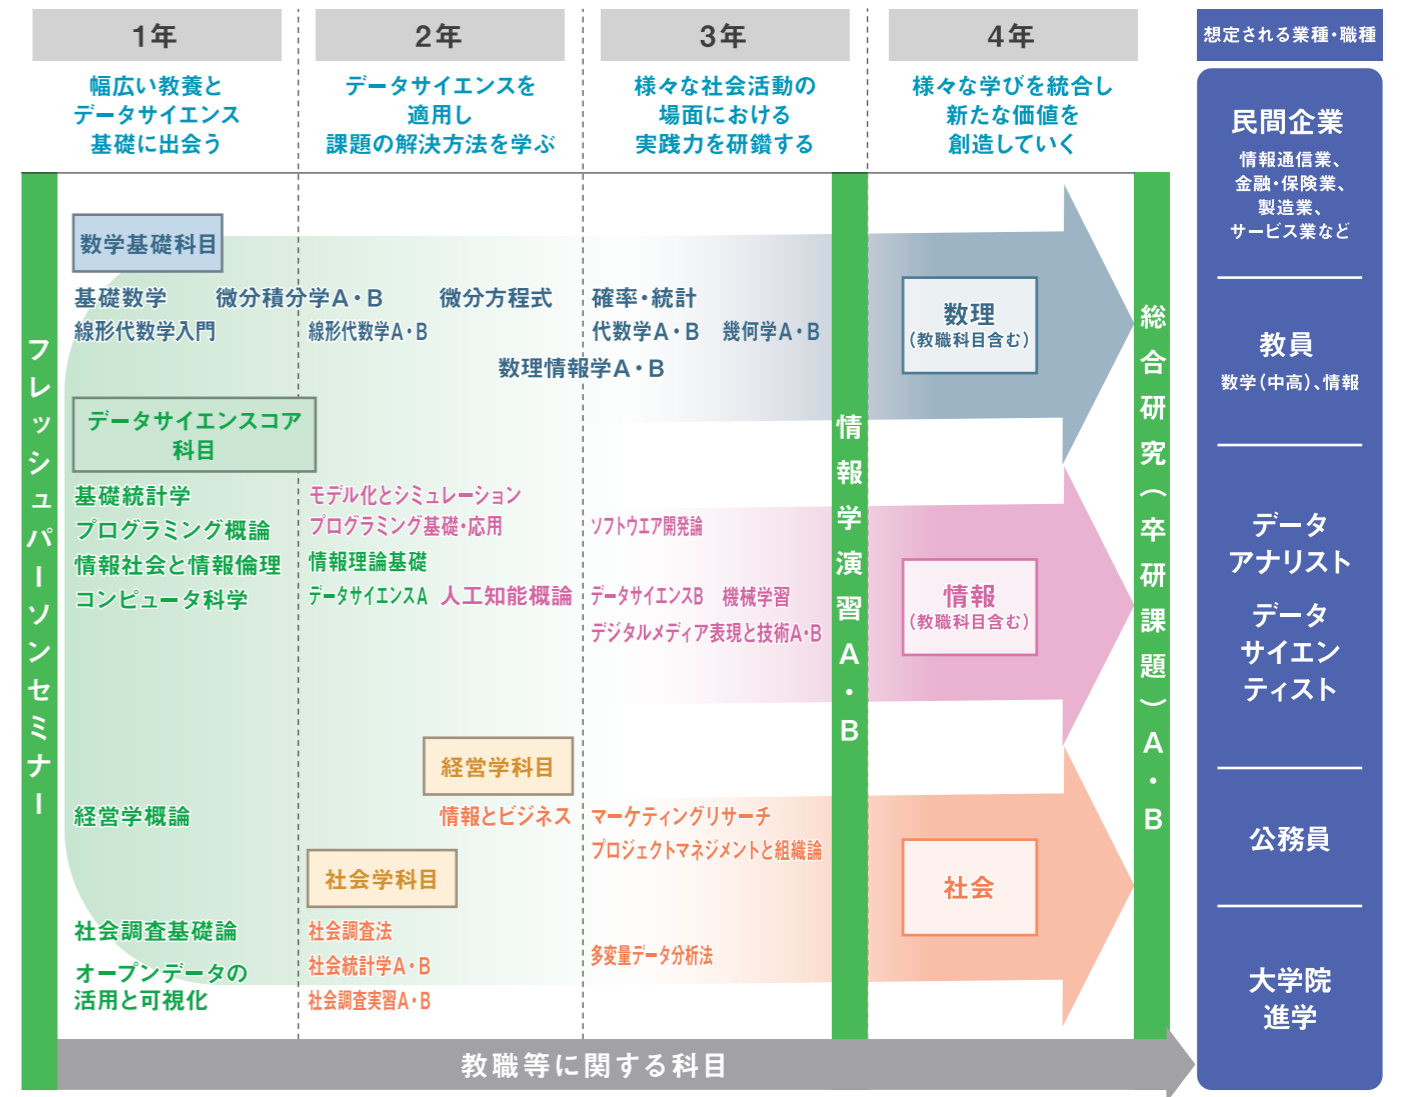 1年
幅広い教養と
データサイエンス
基礎に出会う
2年
データサイエンスを
適用し
課題の解決方法を学ぶ
3年
様々な社会活動の
場面における
実践力を研鑽する
4年
様々な学びを統合し
新たな価値を
創造していく
フレッシュパーソンセミナー
数学基礎科目
基礎数学
微分積分学A・B
微分方程式
確率・統計
線形代数学入門
線形代数学A・B
代数学A・B
幾何学A・B
数理情報学A・B
データサイエンスコア
科目
基礎統計学
モデル化とシミュレーション
プログラミング基礎・応用
ソフトウエア開発論
プログラミング概論
情報理論基礎
情報社会と情報倫理
データサイエンスA
人工知能概論
データサイエンスB
機械学習
コンピュータ科学
デジタルメディア表現と技術A・B
経営学科目
経営学概論
情報とビジネス
マーケティングリサーチ
プロジェクトマネジメントと組織論
社会学科目
社会調査基礎論
社会調査法
多変量データ分析法
社会統計学A・B
オープンデータの
活用と可視化
社会調査実習A・B
情報学演習A・B
数理
(教職科目含む)
情報
(教職科目含む)
社会
総合研究(卒研課題)A・B
教職等に関する科目
想定される業種・職種
民間企業
情報通信業、
金融・保険業、
製造業、
サービス業など
教員
数学(中高)、情報
データ
アナリスト
データ
サイエン
ティスト
公務員
大学院
進学